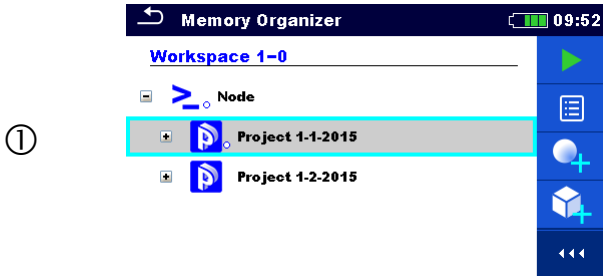 Memory Organizer 09:52
Workspace 1-0
Node
①
Project 1-1-2015
Project 1-2-2015